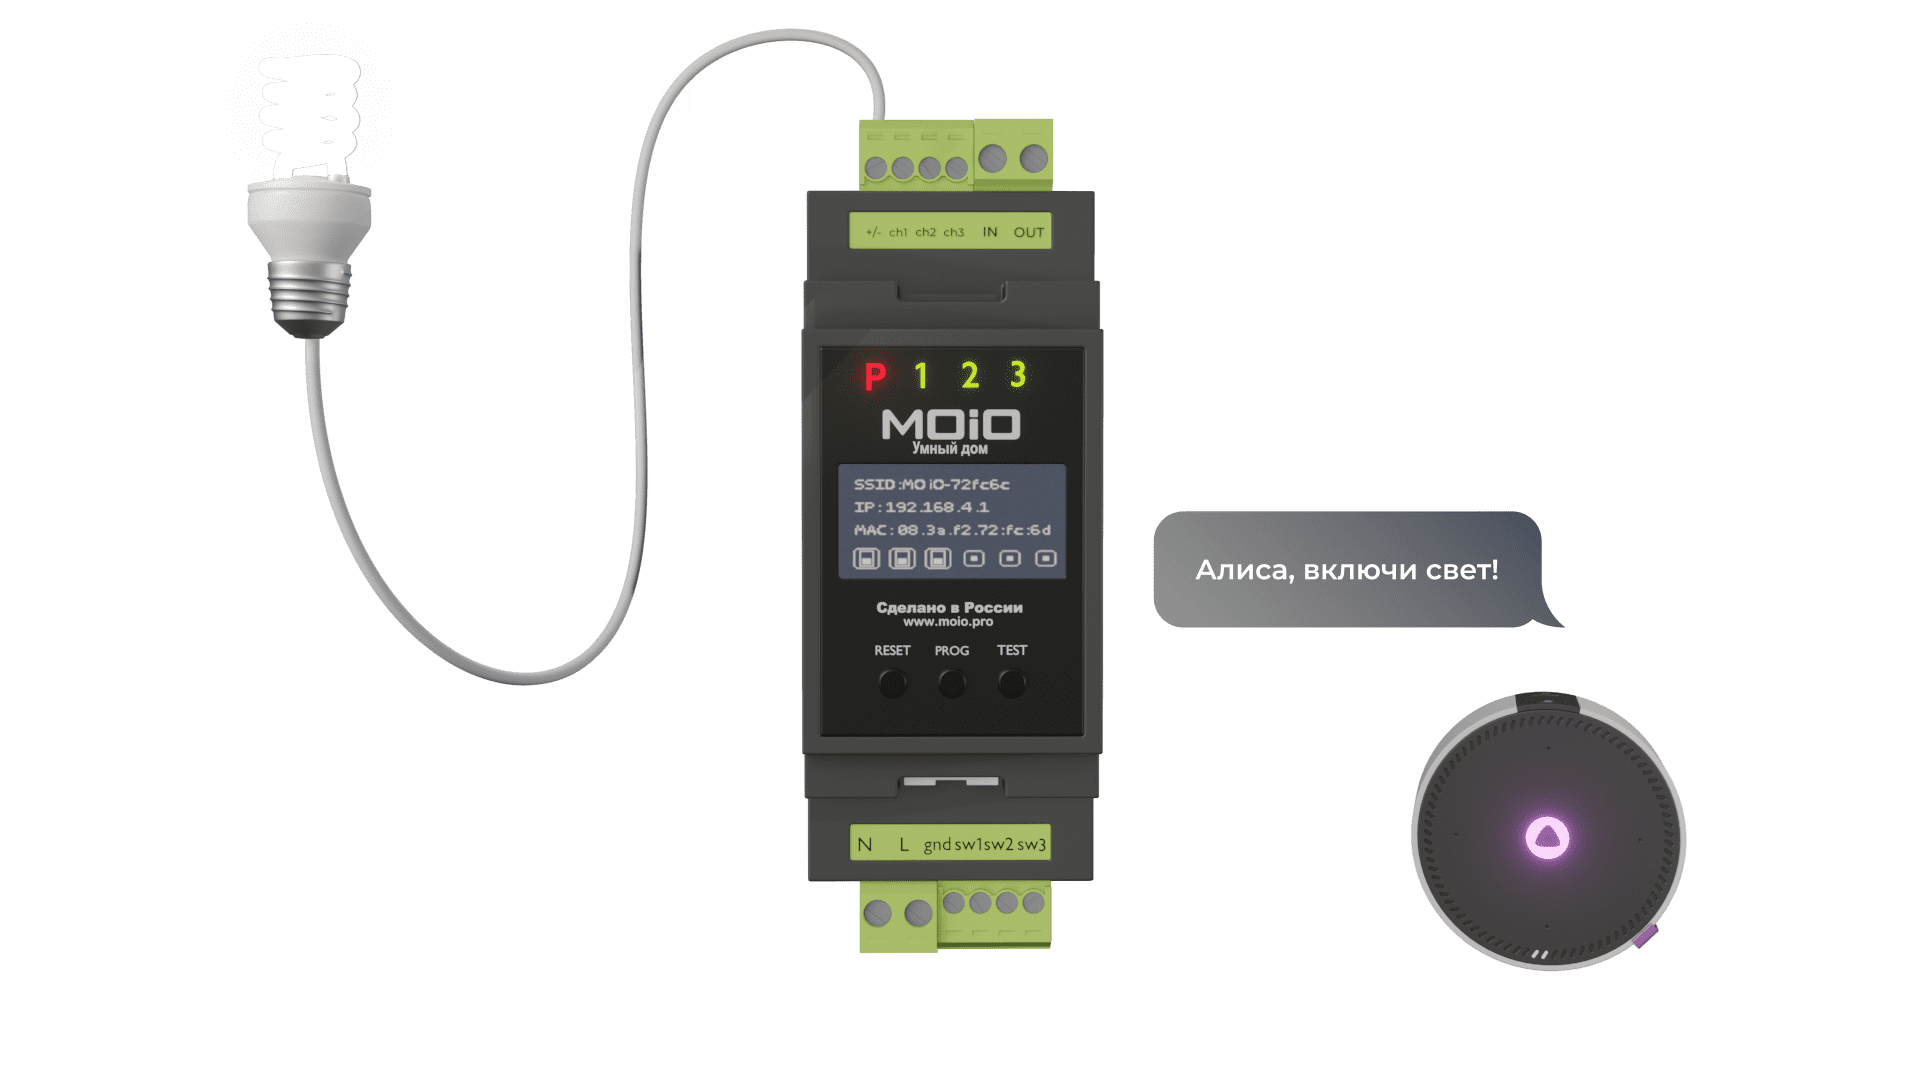 +/- ch1 ch2 ch3 IN OUT
P 1 2 3
MOiO
Умный дом
SSID:MOiO-72fc6c
IP:192.168.4.1
MAC:08.3a.f2.72:fc:6d
Сделано в России
www.moio.pro
RESET PROG TEST
N L gnd sw1 sw2 sw3
Алиса, включи свет!